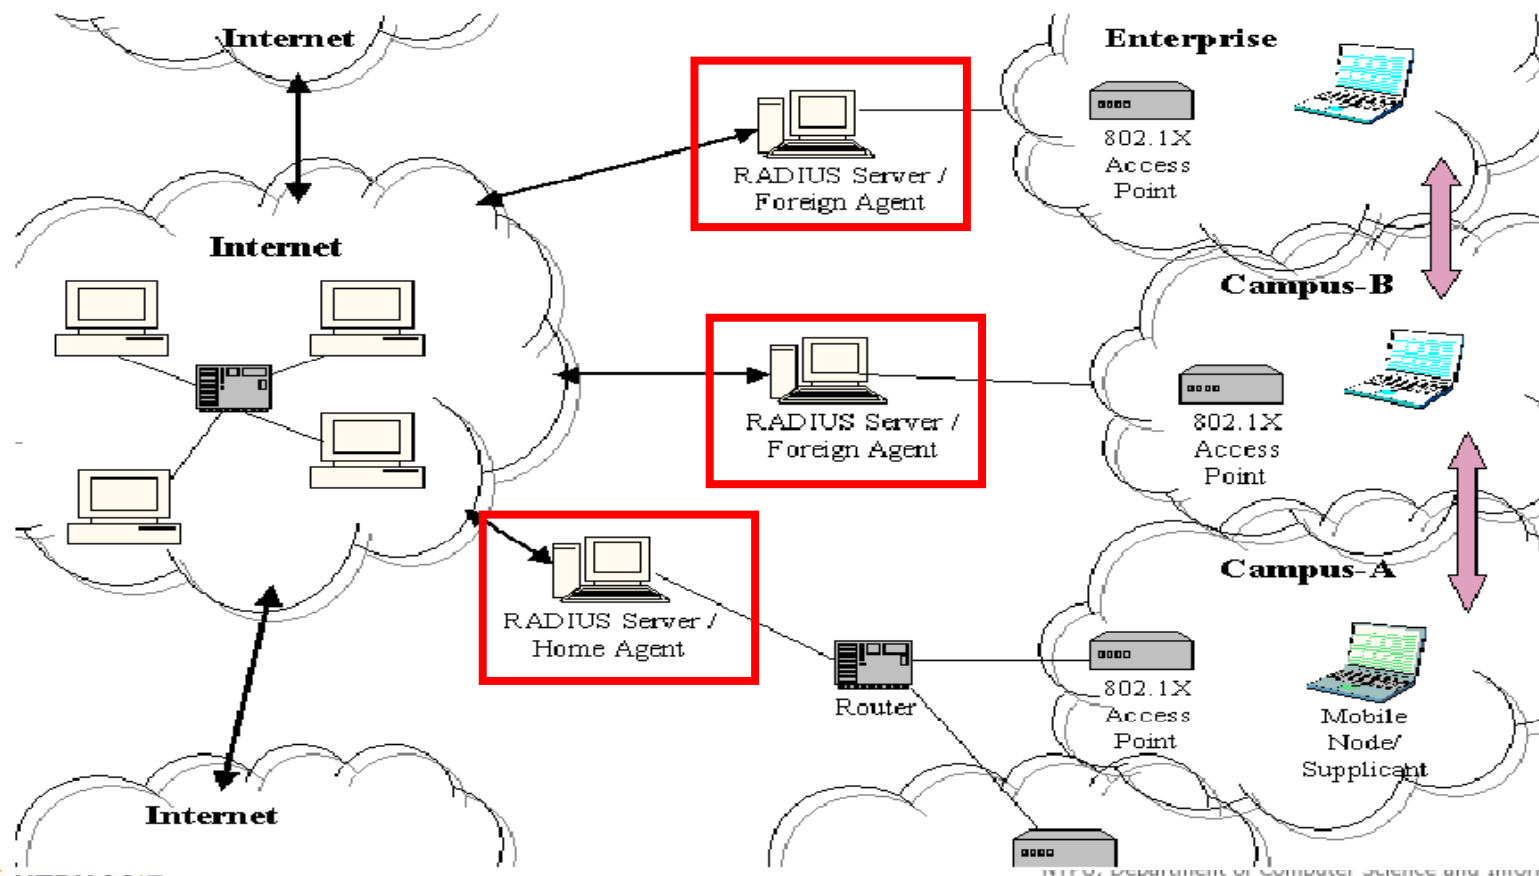 Internet
Enterprise
802.1X
Access
Point
RADIUS Server /
Foreign Agent
Internet
Campus-B
RADIUS Server /
Foreign Agent
802.1X
Access
Point
Campus-A
RADIUS Server /
Home Agent
Router
802.1X
Access
Point
Mobile
Node/
Supplicant
Internet